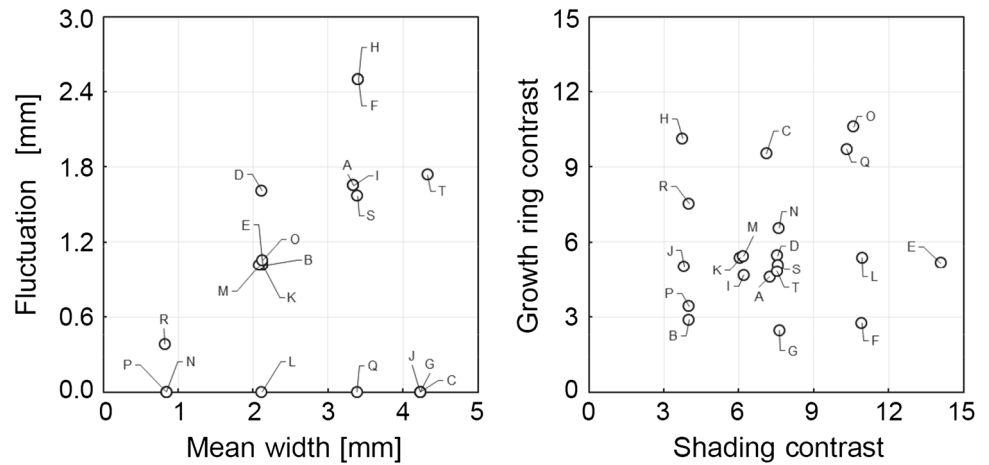 3.0
2.4
1.8
1.2
0.6
0.0
0 1 2 3 4 5
Fluctuation [mm]
Mean width [mm]
H
F
A
I
D
T
S
E
O
B
M
K
R
P
N
L
Q
J
G
C
15
12
9
6
3
0
0 3 6 9 12 15
Growth ring contrast
Shading contrast
O
H
C
Q
R
N
M
D
E
J
K
S
L
I
A
T
P
B
F
G